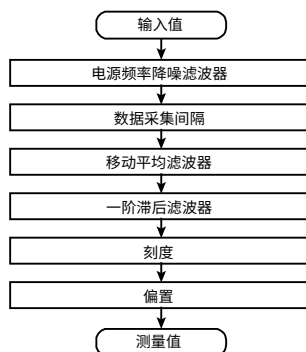 输入值
电源频率降噪滤波器
数据采集间隔
移动平均滤波器
一阶滞后滤波器
刻度
偏置
测量值